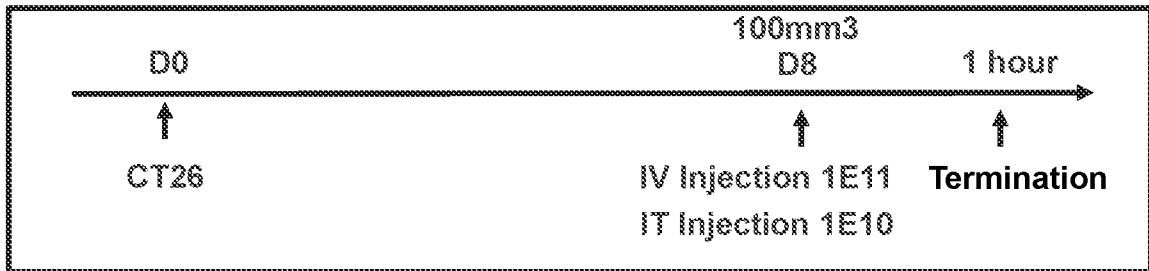 100mm3
D0 D8 1 hour
CT26 IV Injection 1E11 Termination
IT Injection 1E10